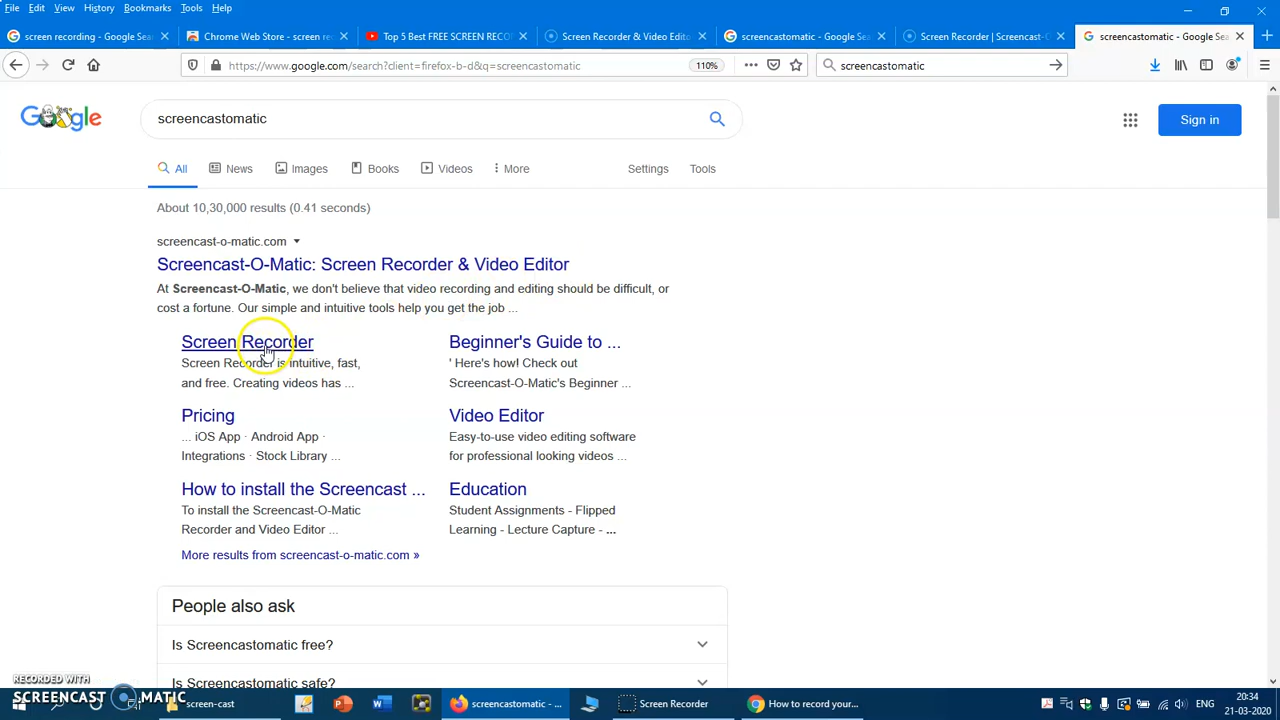 File Edit View History Bookmarks Tools Help
screen recording - Google Sea
Chrome Web Store - screen re
Top 5 Best FREE SCREEN RECO
Screen Recorder & Video Edito
screencastomatic - Google Sea
Screen Recorder | Screencast-O
screencastomatic - Google Sea
https://www.google.com/search?client=firefox-b-d&q=screencastomatic 110% screencastomatic
Google
screencastomatic
Sign in
All News Images Books Videos More Settings Tools
About 10,30,000 results (0.41 seconds)
screencast-o-matic.com
Screencast-O-Matic: Screen Recorder & Video Editor
At Screencast-O-Matic, we don't believe that video recording and editing should be difficult, or
cost a fortune. Our simple and intuitive tools help you get the job ...
Screen Recorder
Screen Recorder is intuitive, fast,
and free. Creating videos has ...
Beginner's Guide to ...
' Here's how! Check out
Screencast-O-Matic's Beginner ...
Pricing
... iOS App · Android App ·
Integrations · Stock Library ...
Video Editor
Easy-to-use video editing software
for professional looking videos ...
How to install the Screencast ...
To install the Screencast-O-Matic
Recorder and Video Editor ...
Education
Student Assignments - Flipped
Learning - Lecture Capture - ...
More results from screencast-o-matic.com »
People also ask
Is Screencastomatic free?
Is Screencastomatic safe?
RECORDED WITH
SCREENCAST MATIC
screen-cast
screencastomatic - ...
Screen Recorder
How to record your...
ENG
20:34
21-03-2020